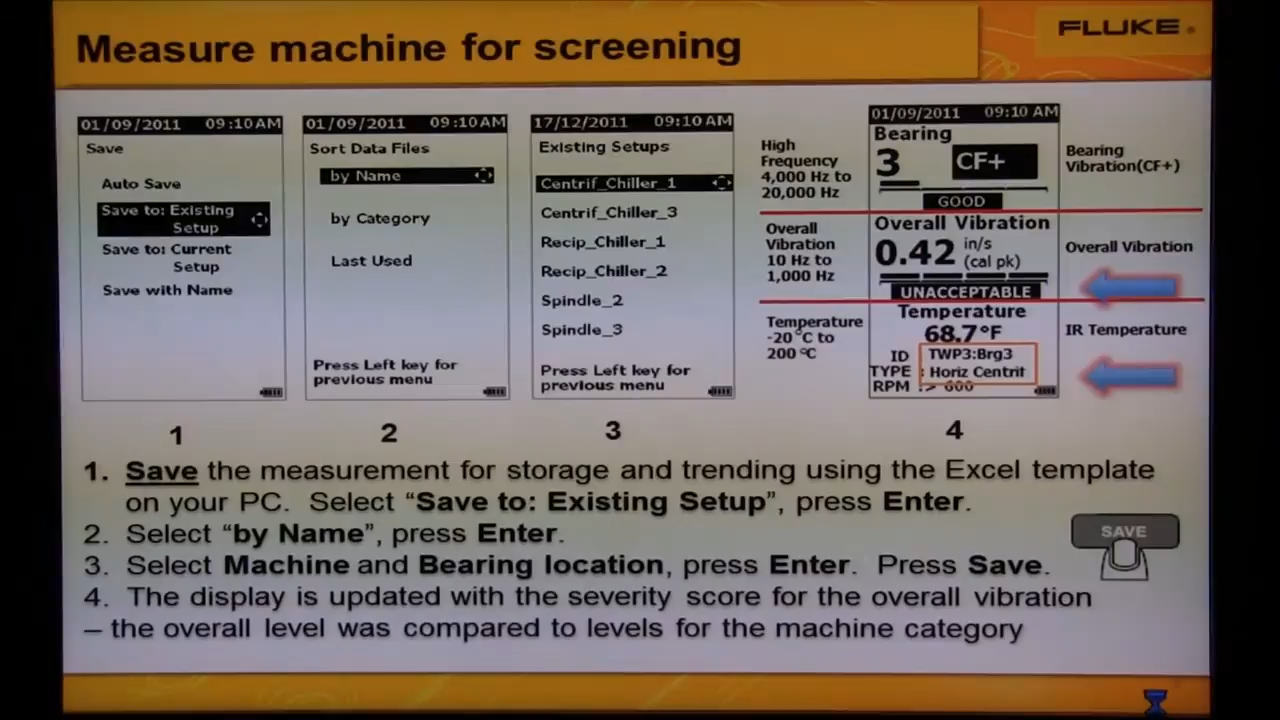 Measure machine for screening
FLUKE
01/09/2011 09:10AM
Save
Auto Save
Save to: Existing
Setup
Save to: Current
Setup
Save with Name
1
01/09/2011 09:10AM
Sort Data Files
by Name
by Category
Last Used
Press Left key for
previous menu
2
17/12/2011 09:10AM
Existing Setups
Centrif_Chiller_1
Centrif_Chiller_3
Recip_Chiller_1
Recip_Chiller_2
Spindle_2
Spindle_3
Press Left key for
previous menu
3
High
Frequency
4,000 Hz to
20,000 Hz
Overall
Vibration
10 Hz to
1,000 Hz
Temperature
-20 °C to
200 °C
01/09/2011 09:10 AM
Bearing
3 CF+
GOOD
Overall Vibration
0.42 in/s
(cal pk)
UNACCEPTABLE
Temperature
68.7°F
ID TWP3:Brg3
TYPE : Horiz Centrif
RPM :> 600
4
Bearing
Vibration(CF+)
Overall Vibration
IR Temperature
1. Save the measurement for storage and trending using the Excel template
on your PC. Select “Save to: Existing Setup”, press Enter.
2. Select “by Name”, press Enter.
3. Select Machine and Bearing location, press Enter. Press Save.
4. The display is updated with the severity score for the overall vibration
– the overall level was compared to levels for the machine category
SAVE